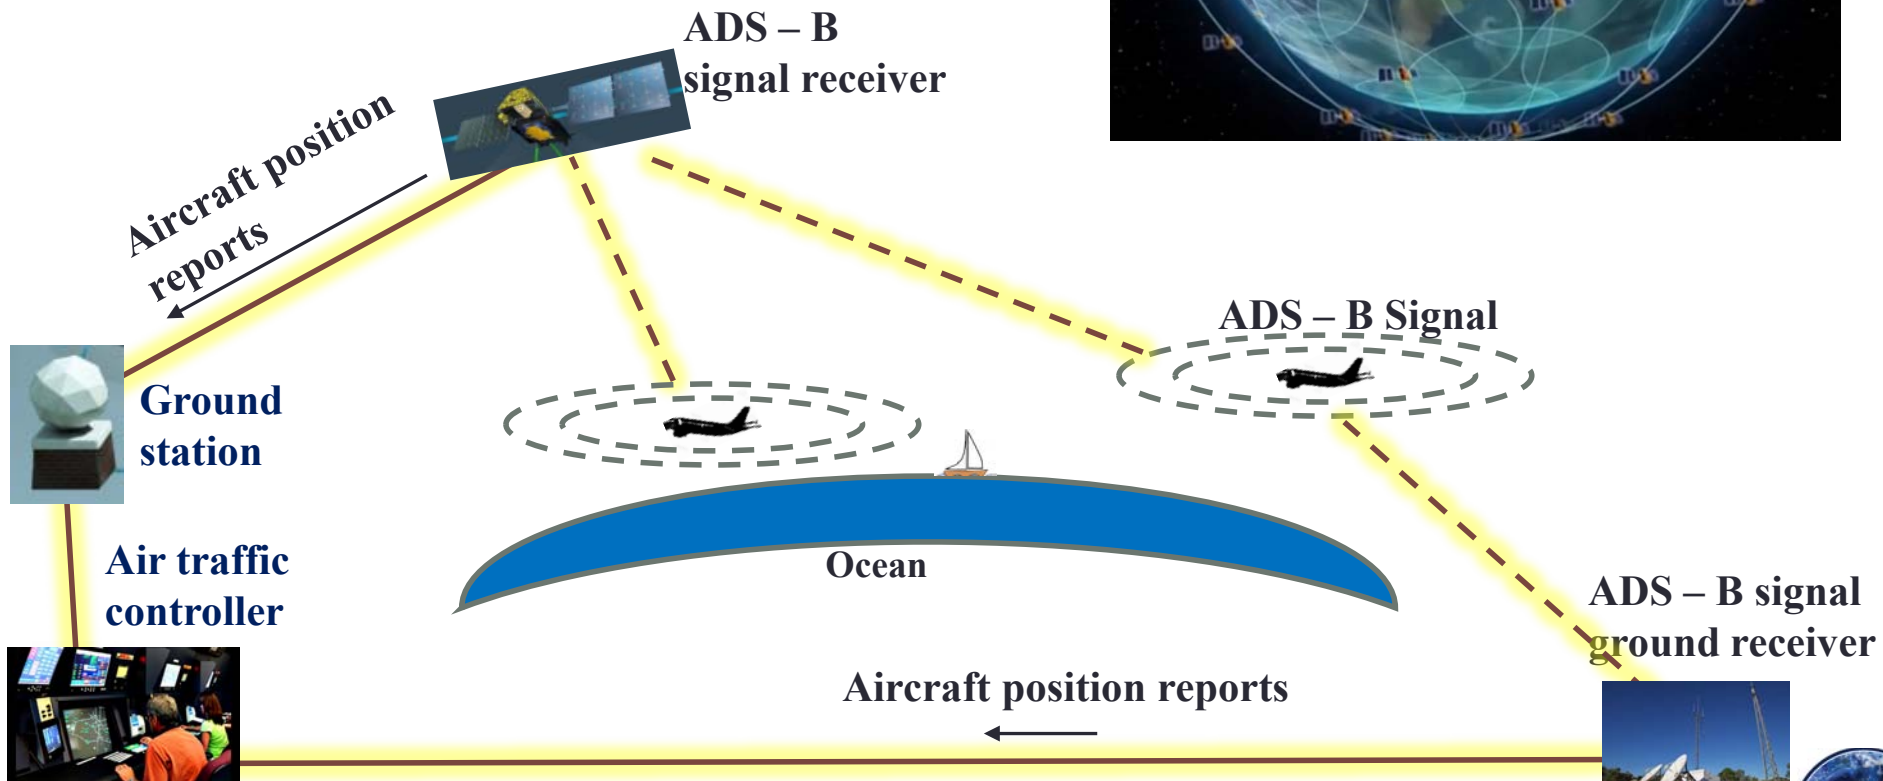 ADS – B
signal receiver
Aircraft position
reports
ADS – B Signal
Ground
station
Air traffic
controller
Ocean
ADS – B signal
ground receiver
Aircraft position reports